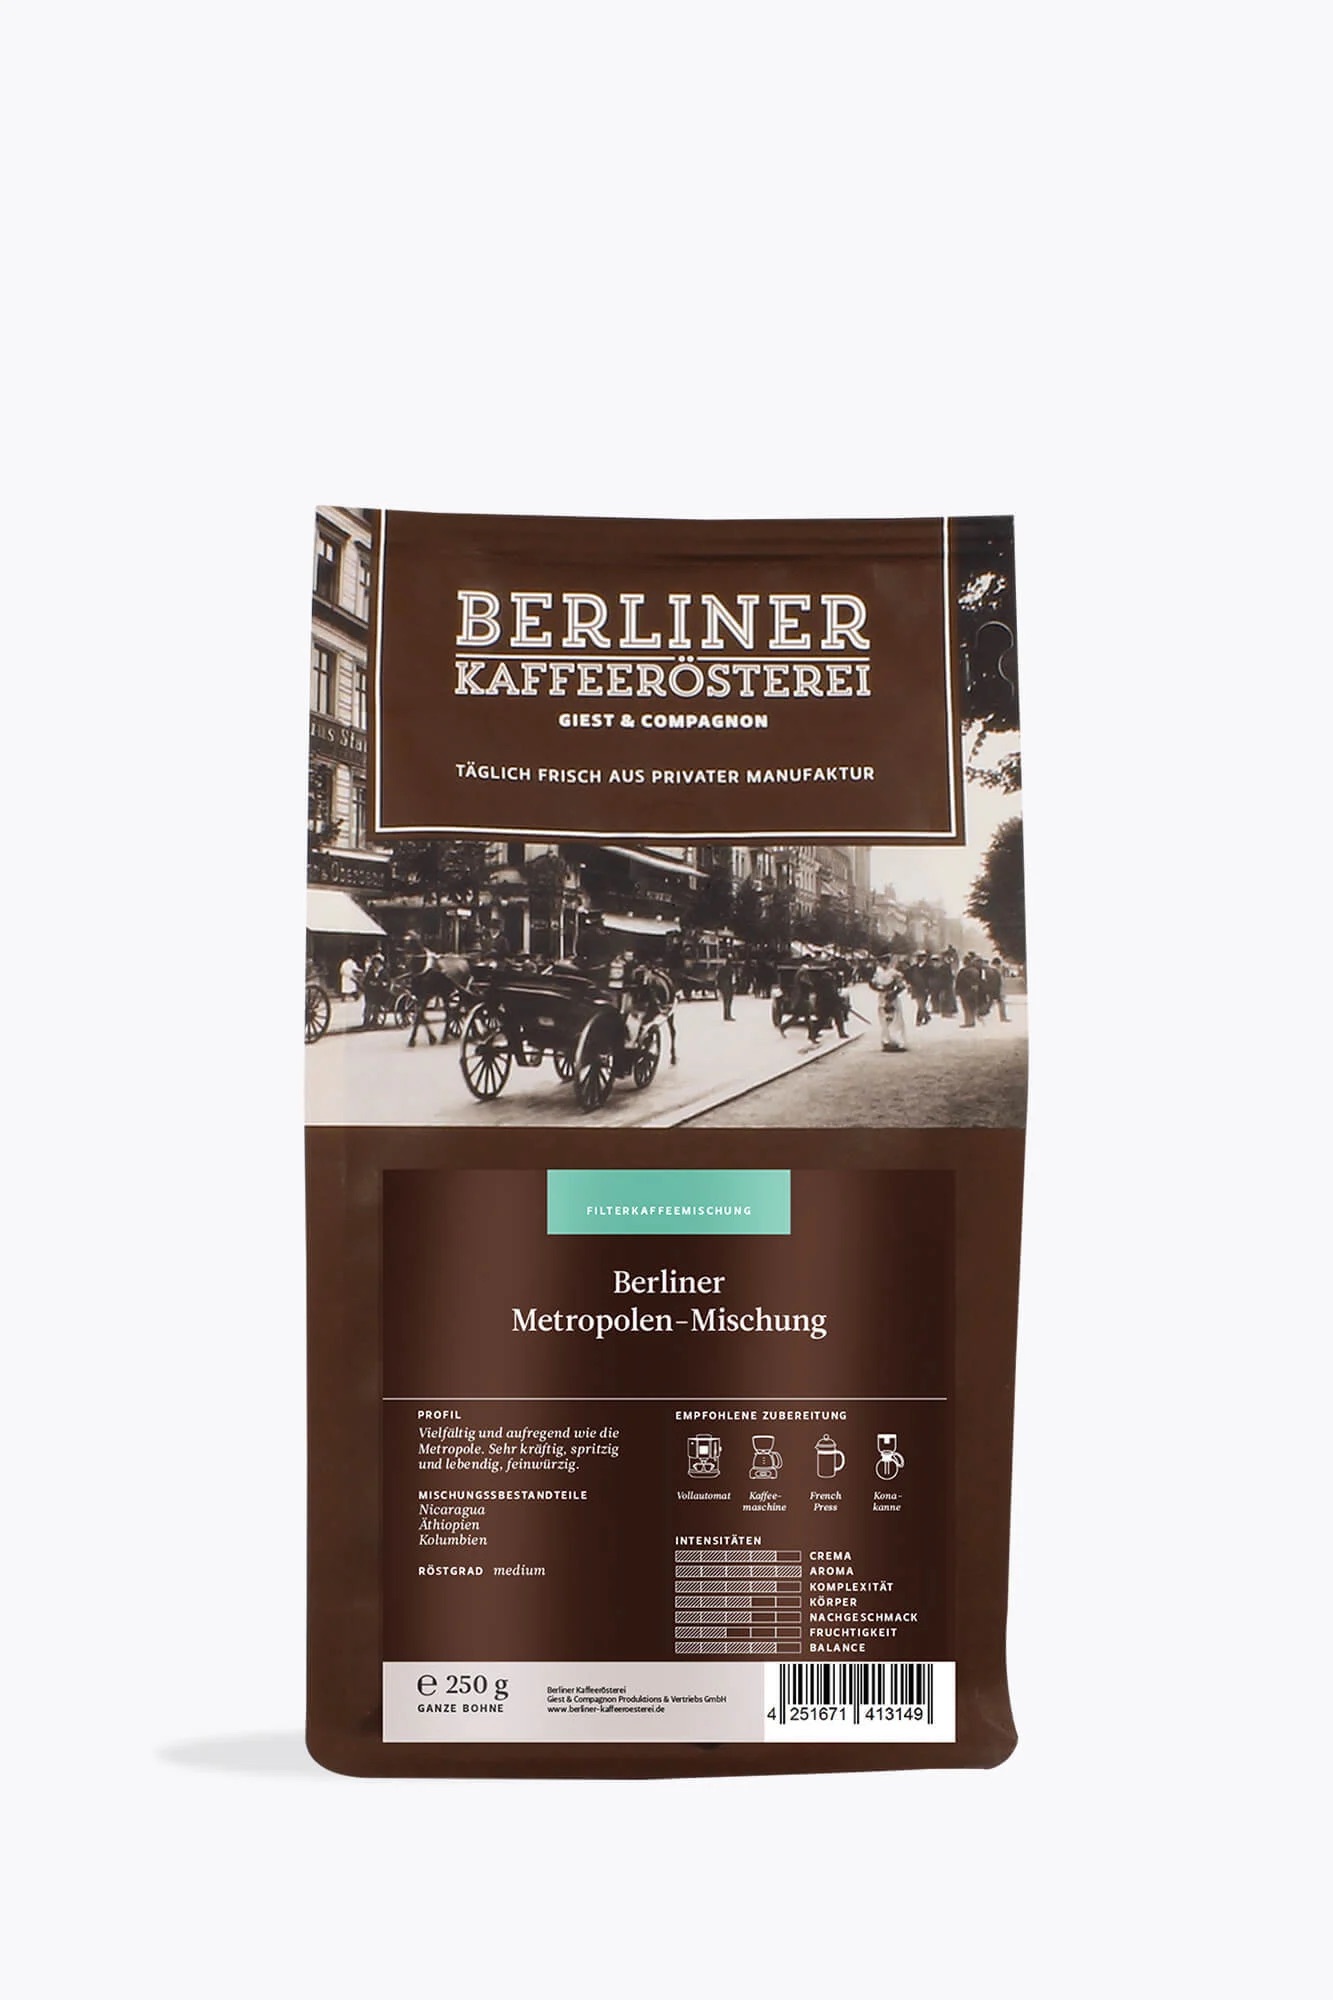 BERLINER
KAFFEERÖSTEREI
GIEST & COMPAGNON
TÄGLICH FRISCH AUS PRIVATER MANUFAKTUR
FILTERKAFFEEMISCHUNG
Berliner
Metropolen-Mischung
PROFIL
Vielfältig und aufregend wie die
Metropole. Sehr kräftig, spritzig
und lebendig, feinwürzig.
MISCHUNGSSBESTANDTEILE
Nicaragua
Äthiopien
Kolumbien
RÖSTGRAD medium
EMPFOHLENE ZUBEREITUNG
Vollautomat
Kaffee-
maschine
French
Press
Kona-
kanne
INTENSITÄTEN
CREMA
AROMA
KOMPLEXITÄT
KÖRPER
NACHGESCHMACK
FRUCHTIGKEIT
BALANCE
℮ 250 g
GANZE BOHNE
Berliner Kaffeerösterei
Giest & Compagnon Produktions & Vertriebs GmbH
www.berliner-kaffeeroesterei.de
4 251671 413149